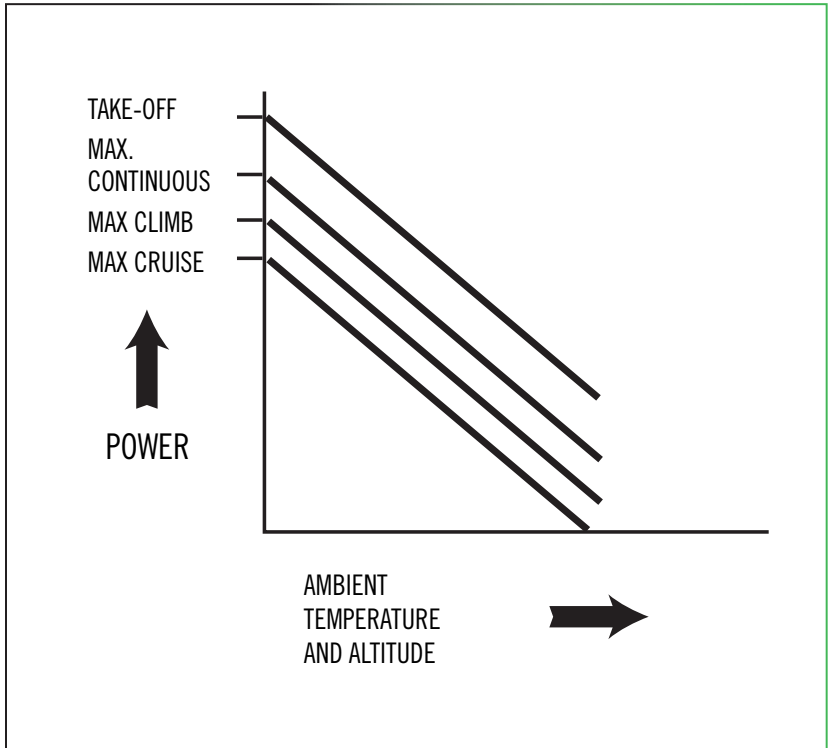 TAKE-OFF
MAX.
CONTINUOUS
MAX CLIMB
MAX CRUISE
POWER
AMBIENT
TEMPERATURE
AND ALTITUDE